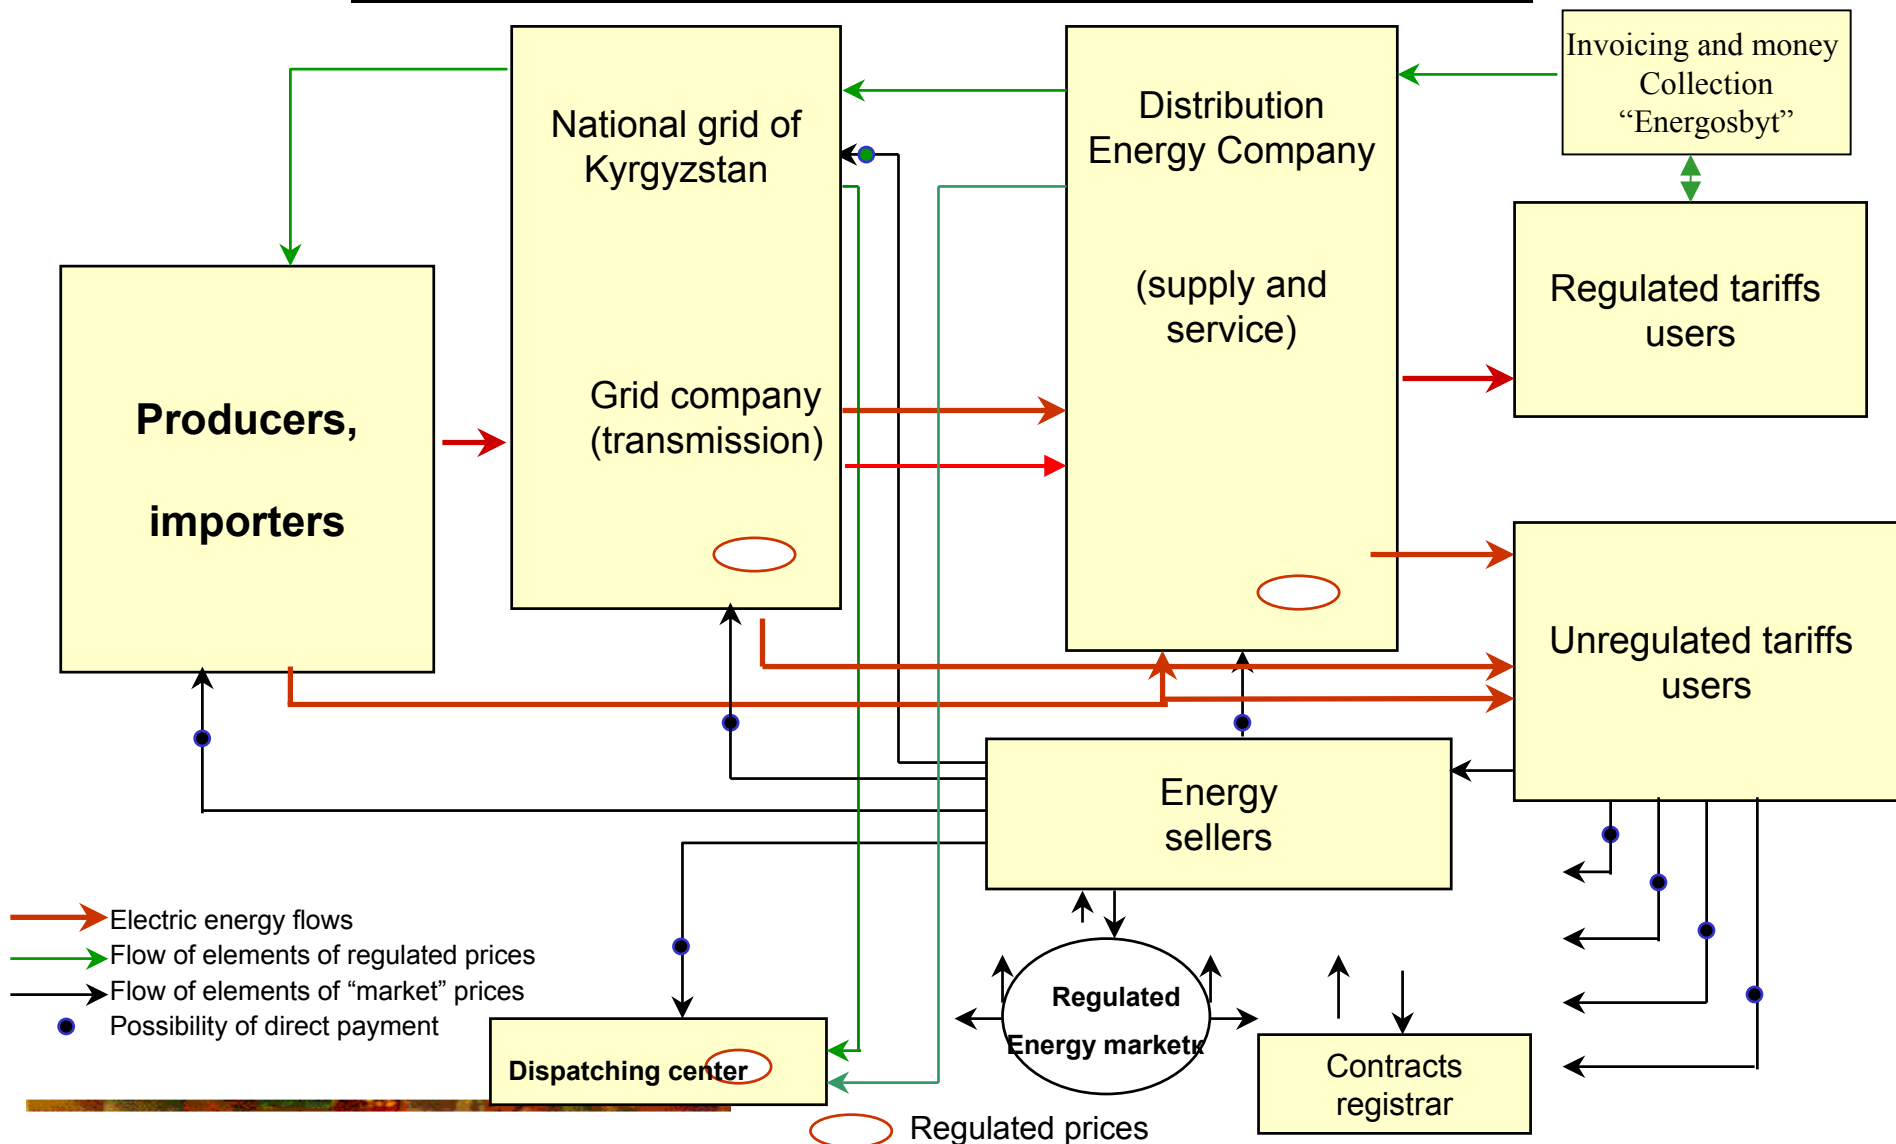 Invoicing and money
Collection
“Energosbyt”
National grid of
Kyrgyzstan
Distribution
Energy Company
(supply and
service)
Regulated tariffs
users
Grid company
(transmission)
Producers,
importers
Unregulated tariffs
users
Energy
sellers
Electric energy flows
Flow of elements of regulated prices
Flow of elements of “market” prices
Possibility of direct payment
Regulated
Energy marketк
Dispatching center
Contracts
registrar
Regulated prices